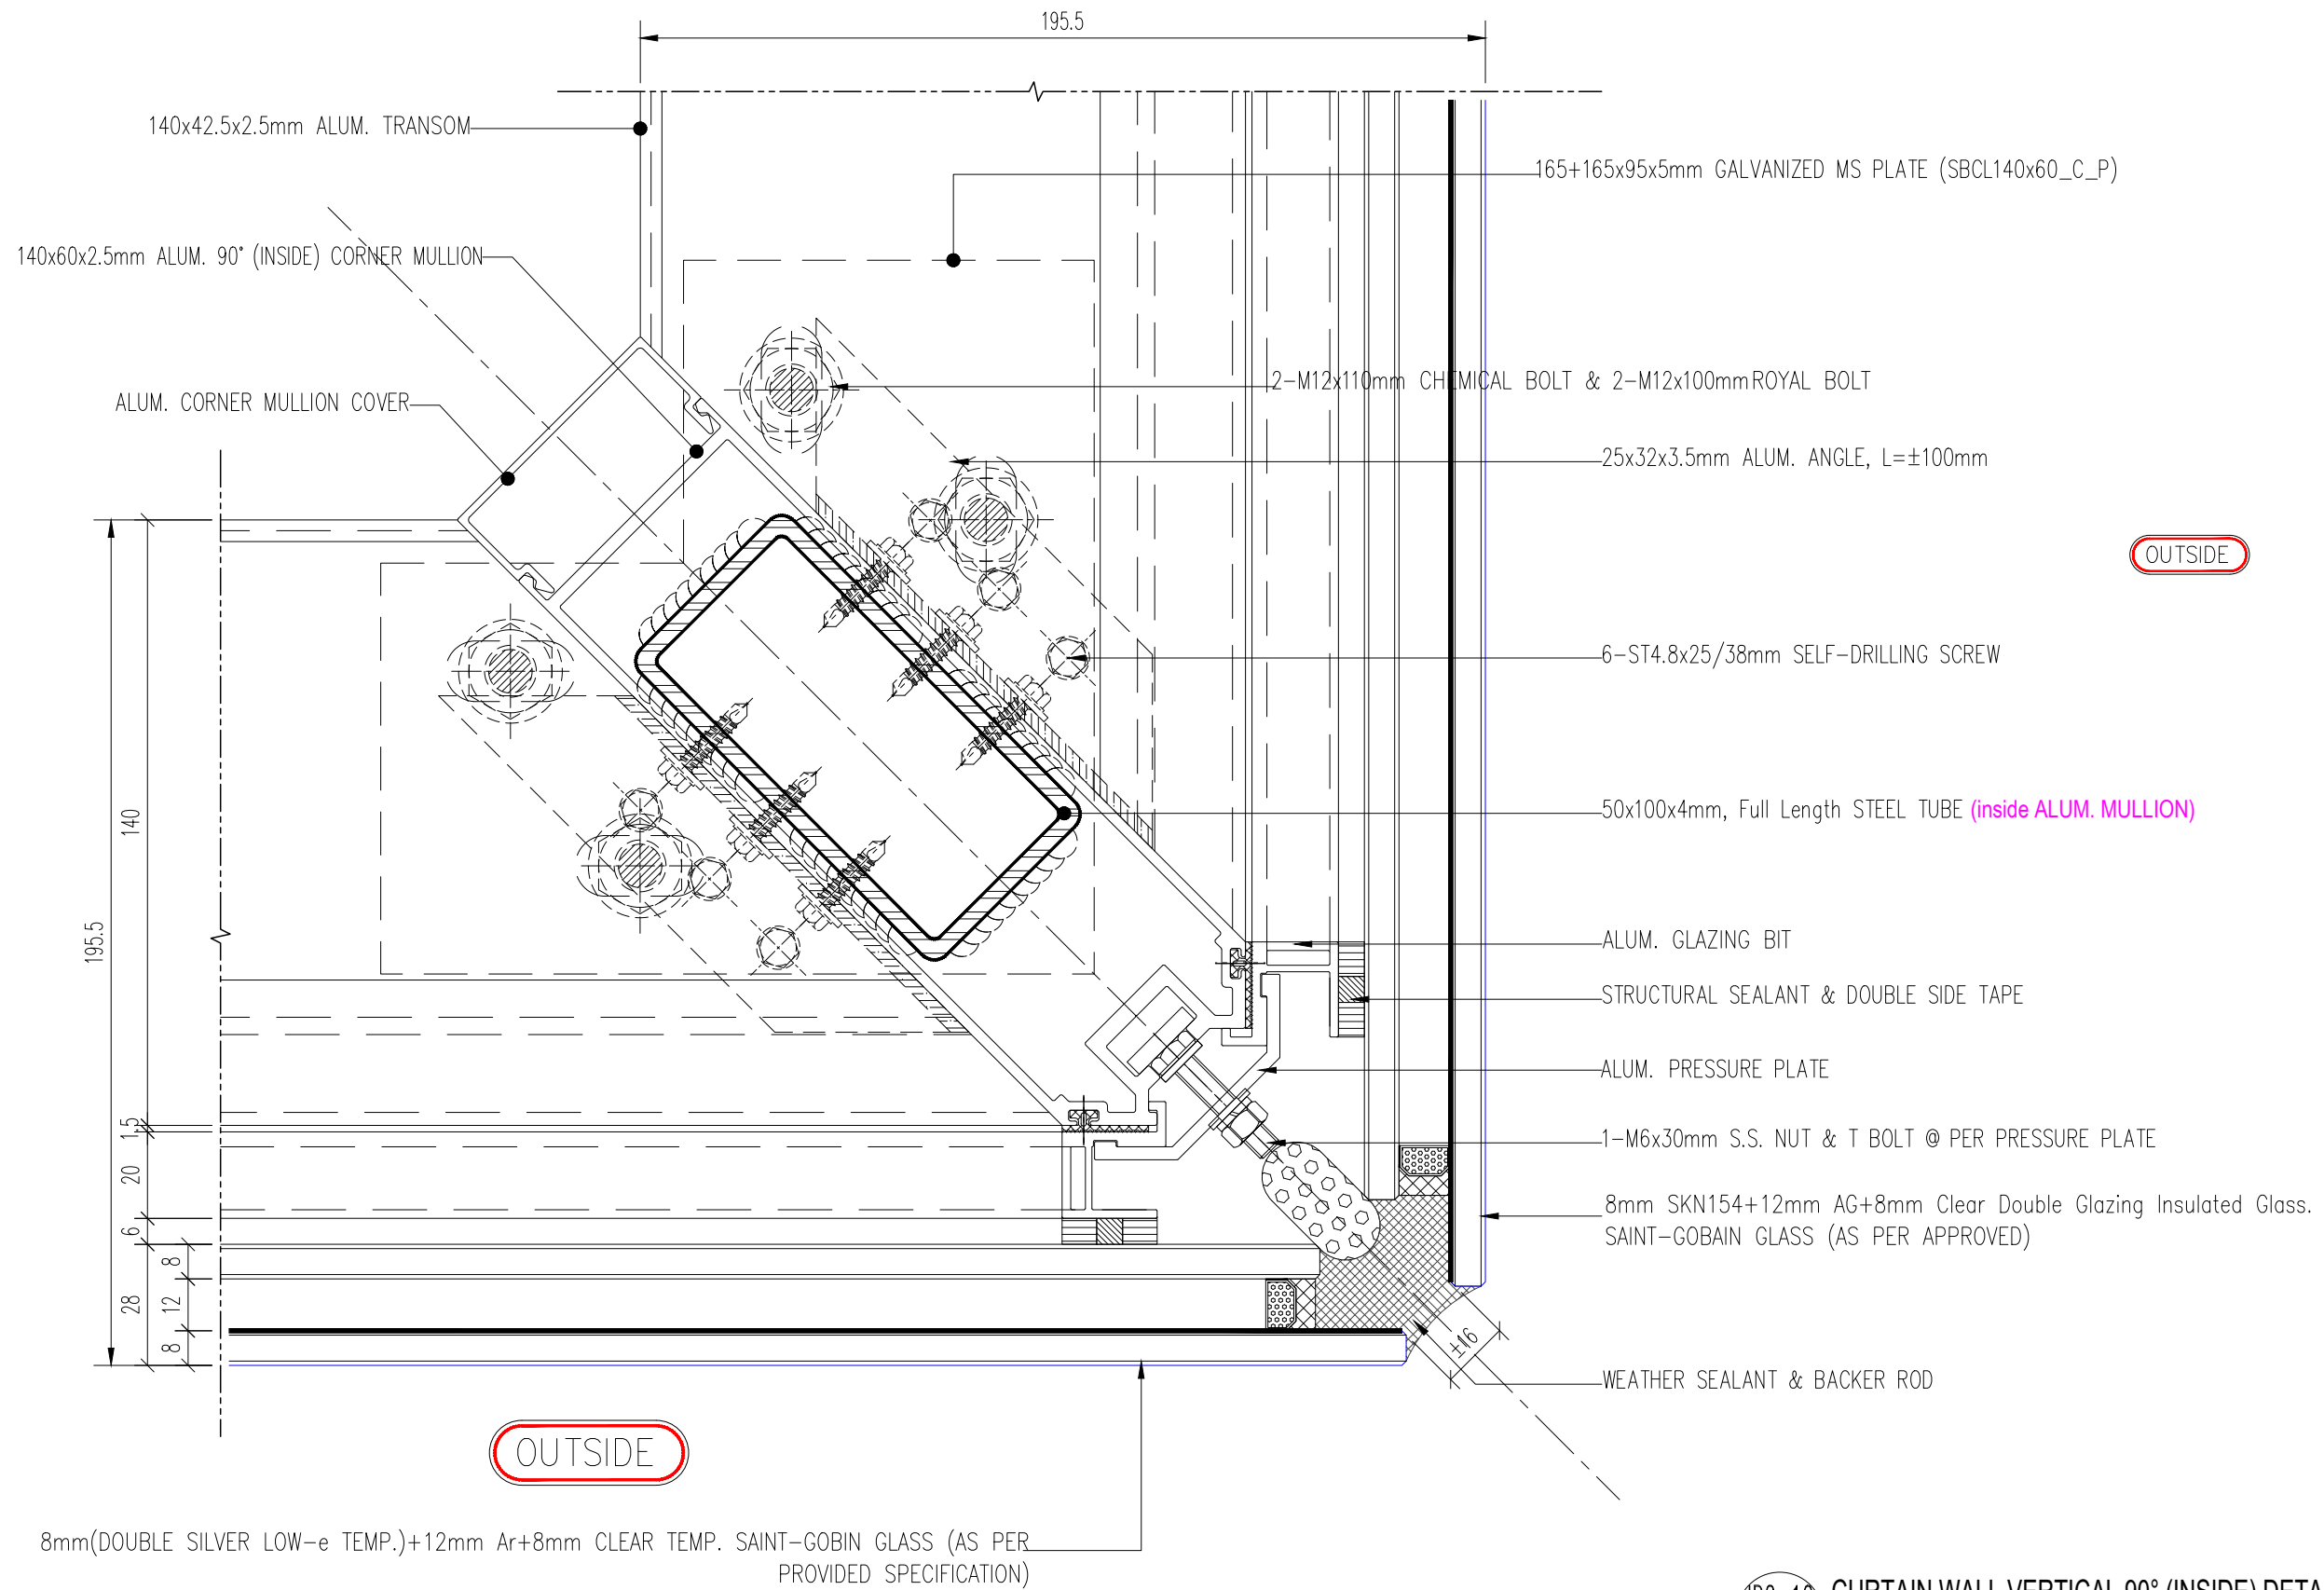 195.5
140x42.5x2.5mm ALUM. TRANSOM
165+165x95x5mm GALVANIZED MS PLATE (SBCL140x60_C_P)
140x60x2.5mm ALUM. 90° (INSIDE) CORNER MULLION
2-M12x110mm CHEMICAL BOLT & 2-M12x100mm ROYAL BOLT
ALUM. CORNER MULLION COVER
25x32x3.5mm ALUM. ANGLE, L=±100mm
OUTSIDE
6-ST4.8x25/38mm SELF-DRILLING SCREW
50x100x4mm, Full Length STEEL TUBE (inside ALUM. MULLION)
140
195.5
ALUM. GLAZING BIT
STRUCTURAL SEALANT & DOUBLE SIDE TAPE
ALUM. PRESSURE PLATE
1.5
1-M6x30mm S.S. NUT & T BOLT @ PER PRESSURE PLATE
20
8mm SKN154+12mm AG+8mm Clear Double Glazing Insulated Glass.
SAINT-GOBAIN GLASS (AS PER APPROVED)
6
8
28
12
8
±16
WEATHER SEALANT & BACKER ROD
OUTSIDE
8mm(DOUBLE SILVER LOW-e TEMP.)+12mm Ar+8mm CLEAR TEMP. SAINT-GOBIN GLASS (AS PER
PROVIDED SPECIFICATION)
CURTAIN WALL VERTICAL 90° (INSIDE)